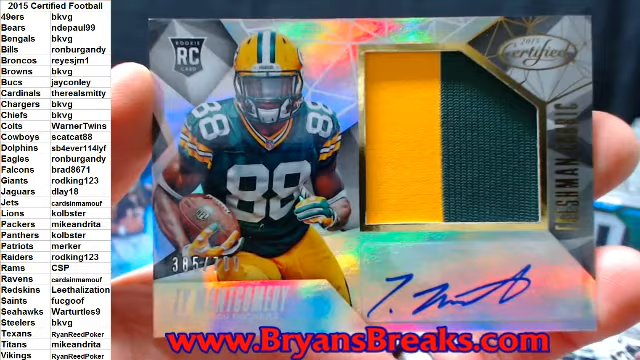 2015 Certified Football
49ers bkvg
Bears ndepaul99
Bengals bkvg
Bills ronburgandy
Broncos reyesjm1
Browns bkvg
Bucs jayconley
Cardinals therealsmitty
Chargers bkvg
Chiefs bkvg
Colts WarnerTwins
Cowboys scatcat88
Dolphins sb4ever114lyf
Eagles ronburgandy
Falcons brad8671
Giants rodking123
Jaguars dlay18
Jets cardsinmamouf
Lions kolbster
Packers mikeandrita
Panthers kolbster
Patriots merker
Raiders rodking123
Rams CSP
Ravens cardsinmamouf
Redskins Leethalization
Saints fucgoof
Seahawks Warturtles9
Steelers bkvg
Texans RyanReedPoker
Titans mikeandrita
Vikings RyanReedPoker
ROOKIE
RC
CARD
2015
Certified
FRESHMAN FABRIC
88
88
88
TY MONTGOMERY
www.BryansBreaks.com